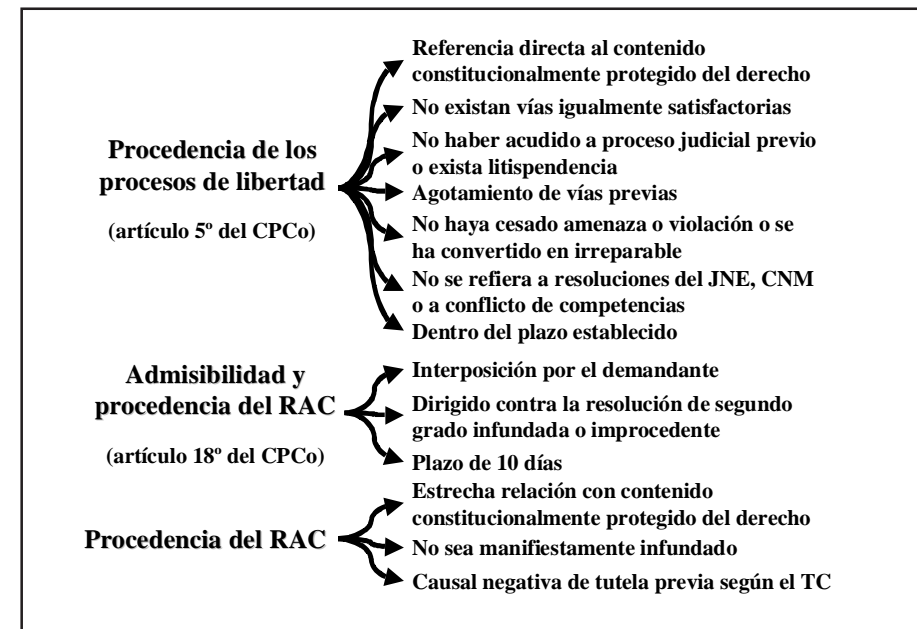 Procedencia de los
procesos de libertad
(artículo 5º del CPCo)
Referencia directa al contenido
constitucionalmente protegido del derecho
No existan vías igualmente satisfactorias
No haber acudido a proceso judicial previo
o exista litispendencia
Agotamiento de vías previas
No haya cesado amenaza o violación o se
ha convertido en irreparable
No se refiera a resoluciones del JNE, CNM
o a conflicto de competencias
Dentro del plazo establecido
Admisibilidad y
procedencia del RAC
(artículo 18º del CPCo)
Interposición por el demandante
Dirigido contra la resolución de segundo
grado infundada o improcedente
Plazo de 10 días
Procedencia del RAC
Estrecha relación con contenido
constitucionalmente protegido del derecho
No sea manifiestamente infundado
Causal negativa de tutela previa según el TC